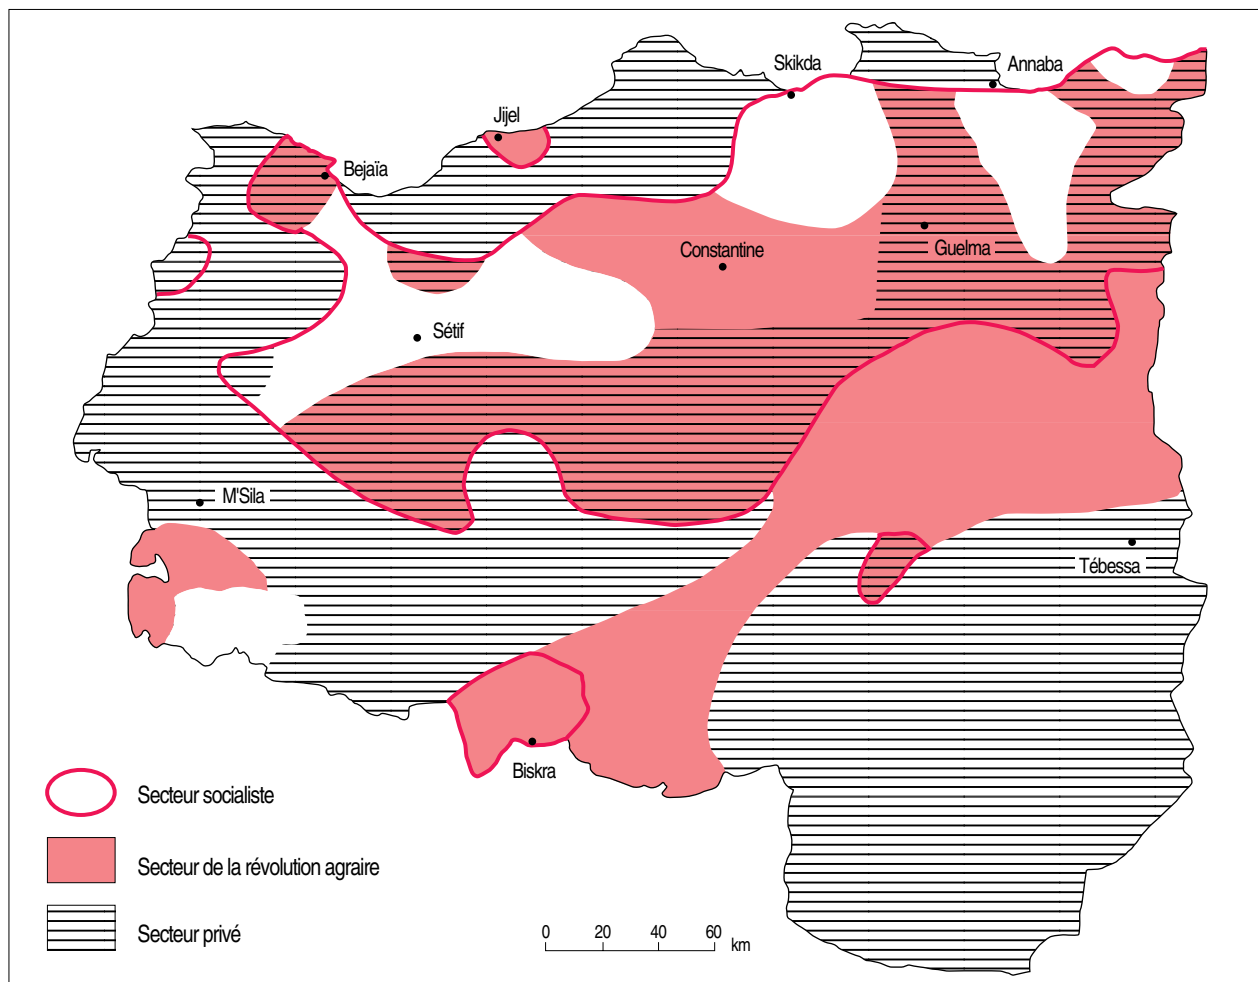 Skikda
Annaba
Jijel
Bejaïa
Constantine
Guelma
Sétif
M'Sila
Tébessa
Biskra
Secteur socialiste
Secteur de la révolution agraire
Secteur privé
0 20 40 60
km